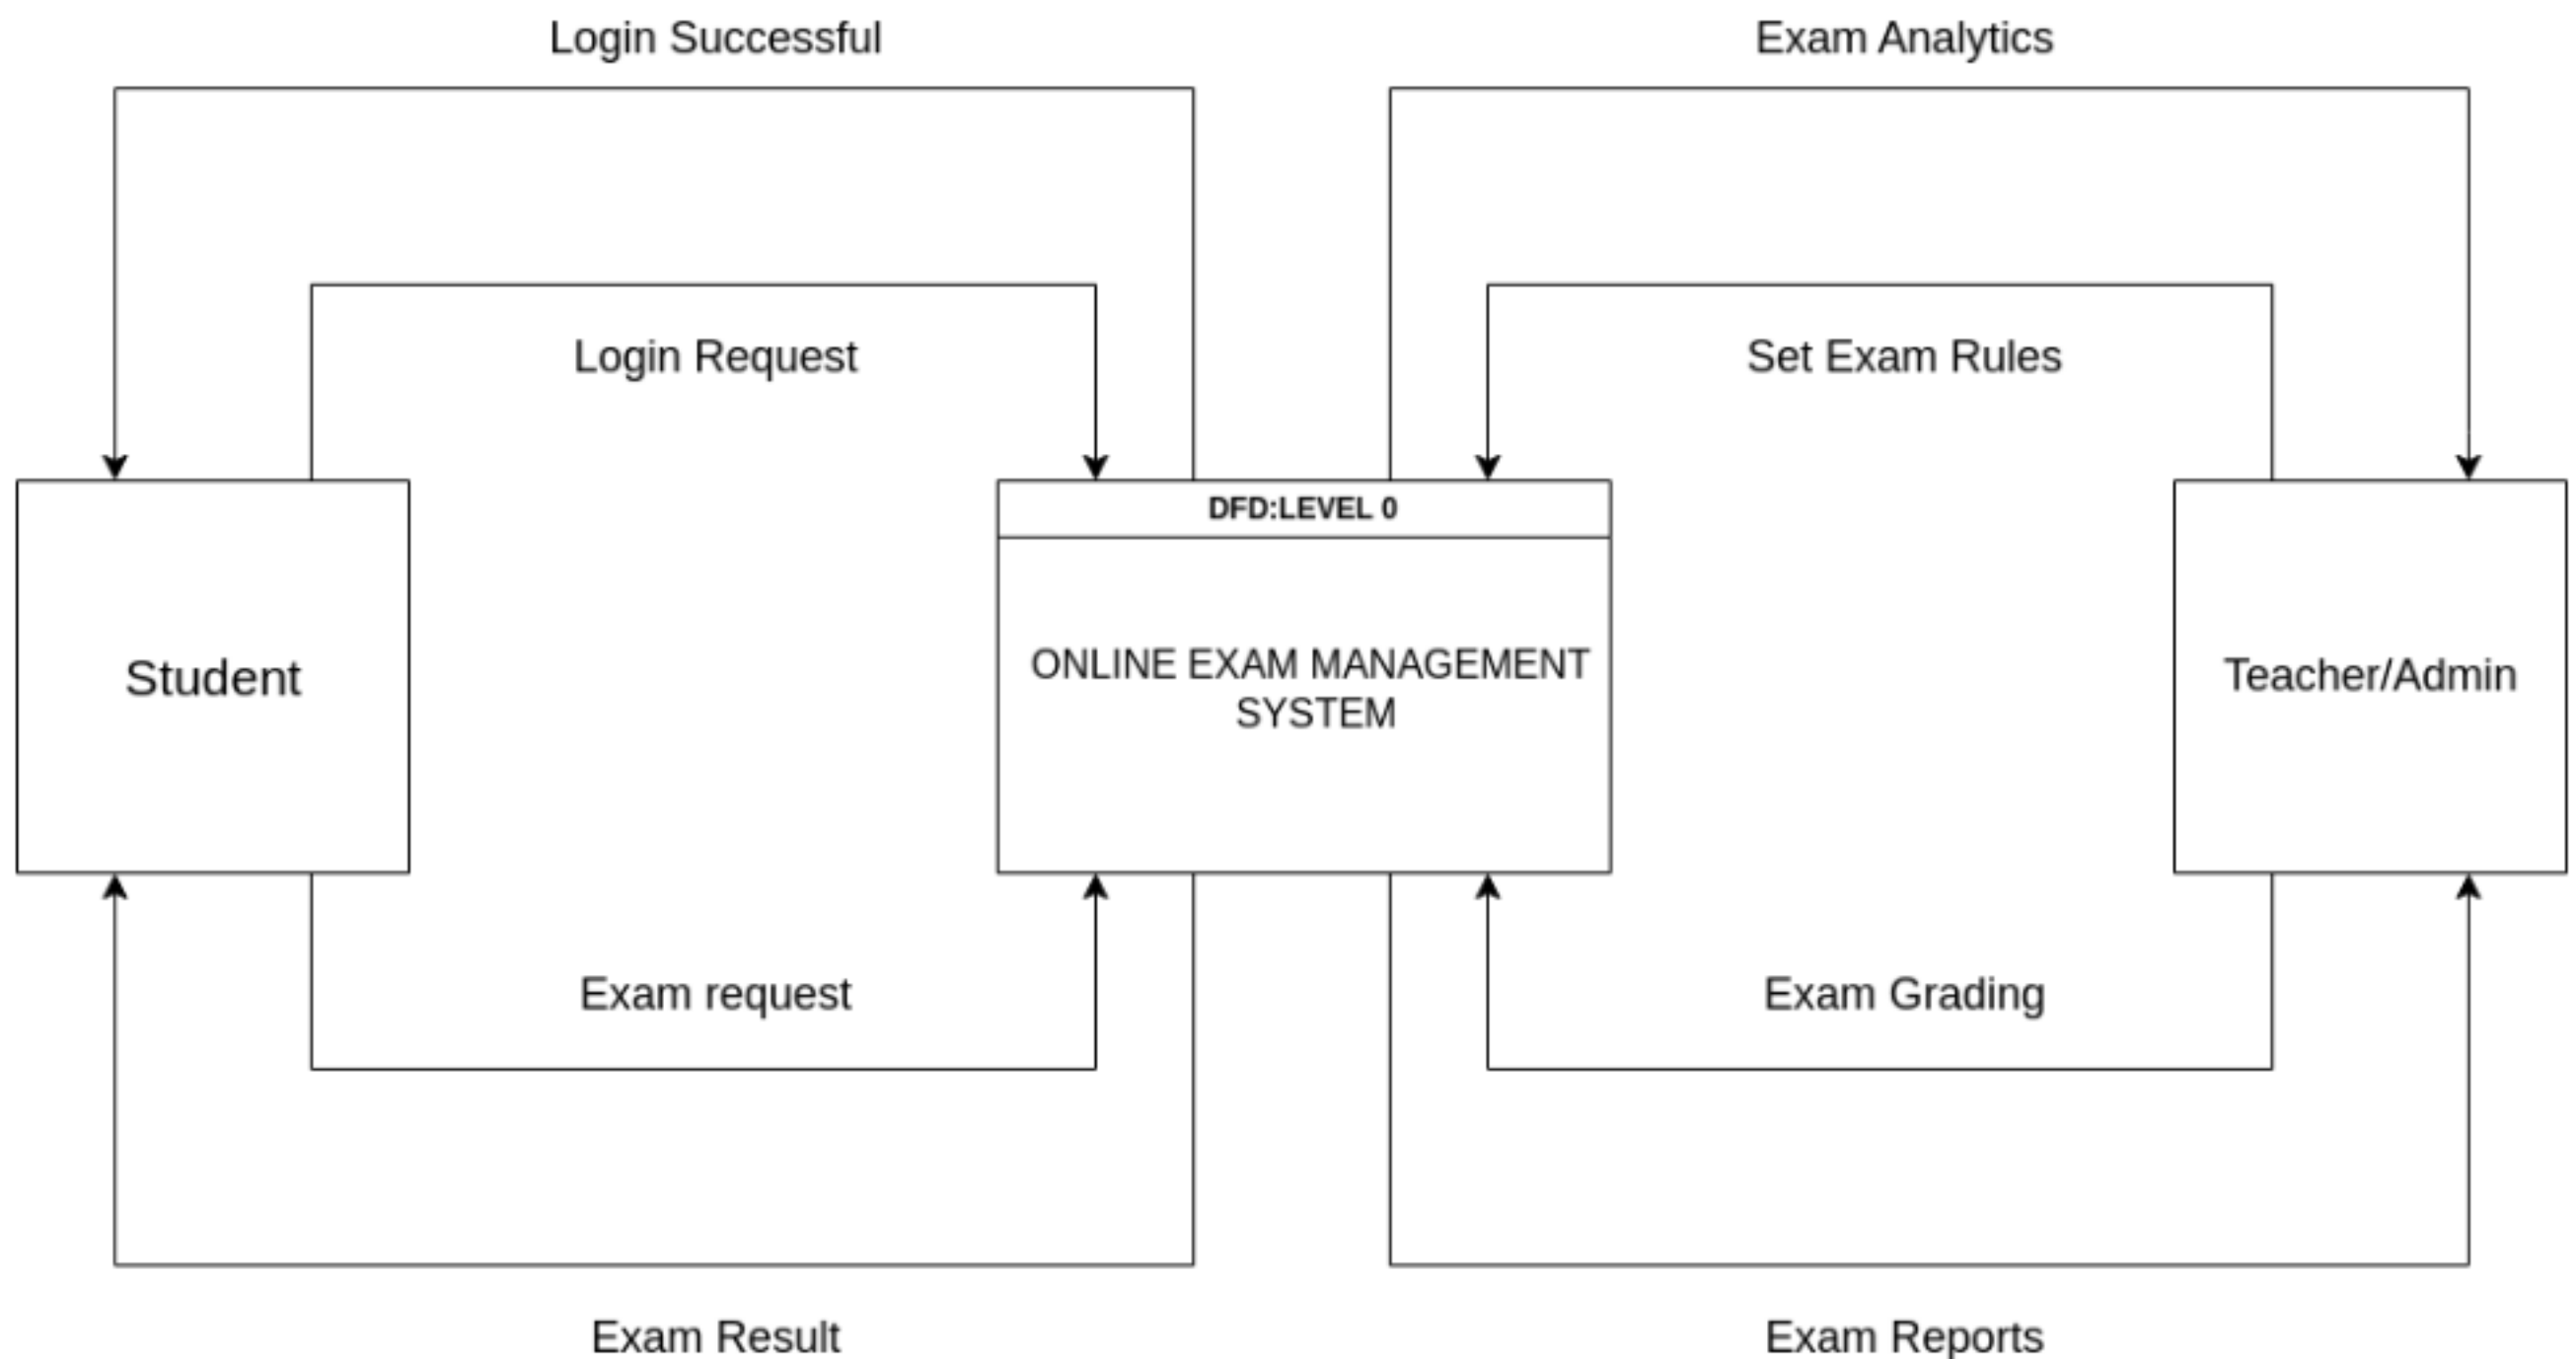 Login Successful
Exam Analytics
Login Request
Set Exam Rules
DFD:LEVEL 0
Student
ONLINE EXAM MANAGEMENT
SYSTEM
Teacher/Admin
Exam request
Exam Grading
Exam Result
Exam Reports